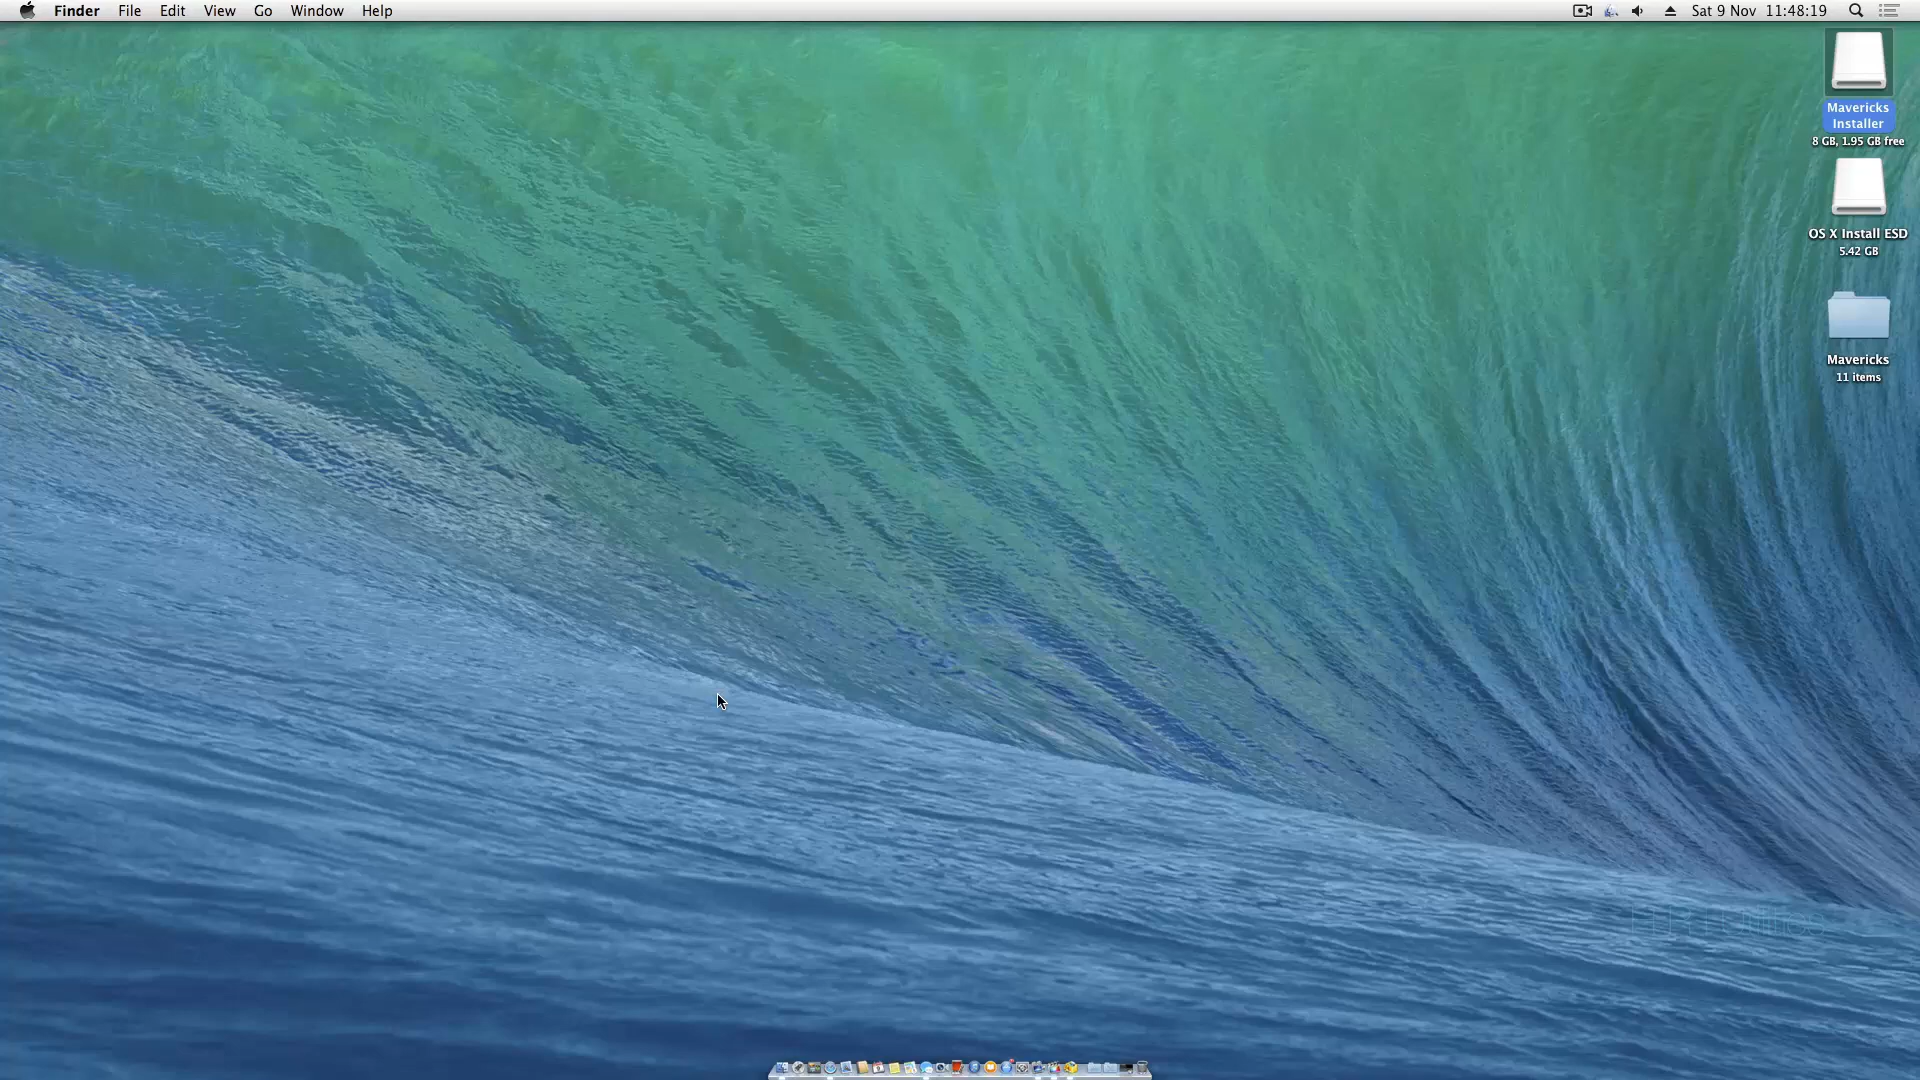 Finder File Edit View Go Window Help Sat 9 Nov 11:48:19
Mavericks
Installer
8 GB, 1.95 GB free
OS X Install ESD
5.42 GB
Mavericks
11 items